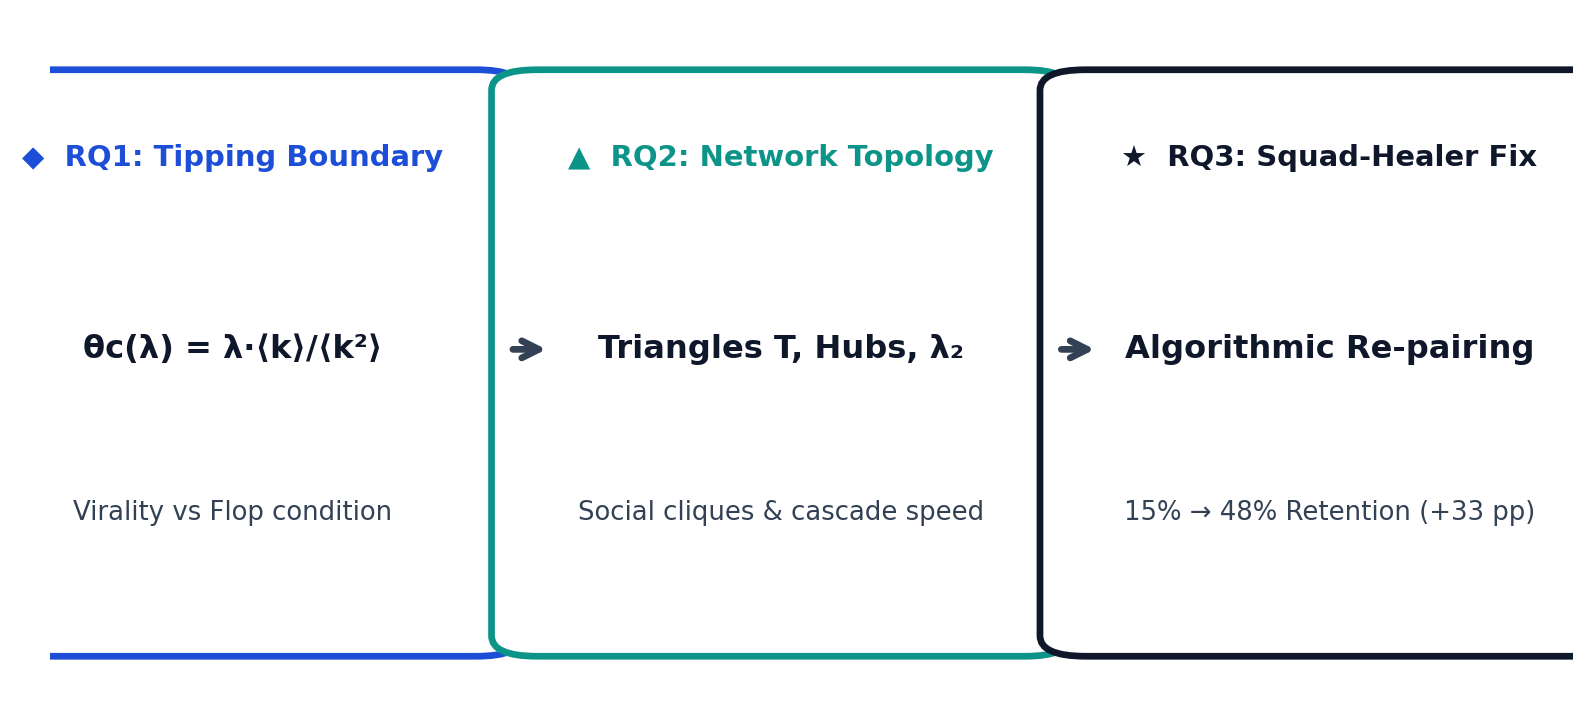 ◆ RQ1: Tipping Boundary
θc(λ) = λ·⟨k⟩/⟨k²⟩
Virality vs Flop condition
▲ RQ2: Network Topology
Triangles T, Hubs, λ₂
Social cliques & cascade speed
★ RQ3: Squad-Healer Fix
Algorithmic Re-pairing
15% → 48% Retention (+33 pp)